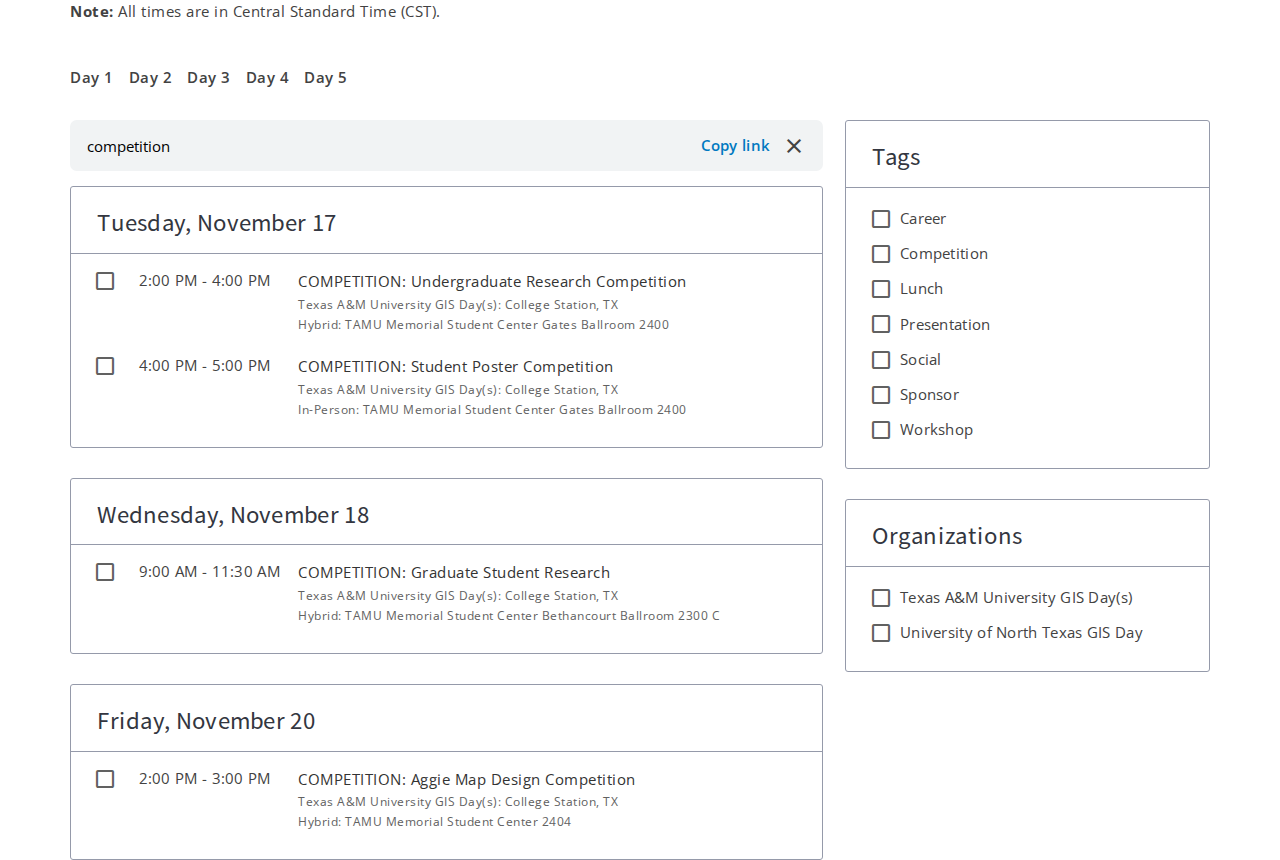 Note: All times are in Central Standard Time (CST).
Day 1 Day 2 Day 3 Day 4 Day 5
competition Copy link
Tuesday, November 17
2:00 PM - 4:00 PM COMPETITION: Undergraduate Research Competition
Texas A&M University GIS Day(s): College Station, TX
Hybrid: TAMU Memorial Student Center Gates Ballroom 2400
4:00 PM - 5:00 PM COMPETITION: Student Poster Competition
Texas A&M University GIS Day(s): College Station, TX
In-Person: TAMU Memorial Student Center Gates Ballroom 2400
Wednesday, November 18
9:00 AM - 11:30 AM COMPETITION: Graduate Student Research
Texas A&M University GIS Day(s): College Station, TX
Hybrid: TAMU Memorial Student Center Bethancourt Ballroom 2300 C
Friday, November 20
2:00 PM - 3:00 PM COMPETITION: Aggie Map Design Competition
Texas A&M University GIS Day(s): College Station, TX
Hybrid: TAMU Memorial Student Center 2404
Tags
Career
Competition
Lunch
Presentation
Social
Sponsor
Workshop
Organizations
Texas A&M University GIS Day(s)
University of North Texas GIS Day